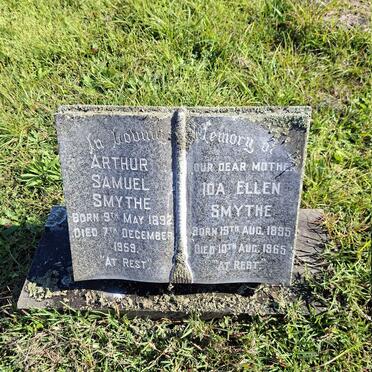 In Loving Memory of
ARTHUR
SAMUEL
SMYTHE
BORN 9TH MAY 1892
DIED 7TH DECEMBER
1959.
"AT REST"
OUR DEAR MOTHER
IDA ELLEN
SMYTHE
BORN 19TH AUG. 1895
DIED 10TH AUG. 1965
"AT REST"